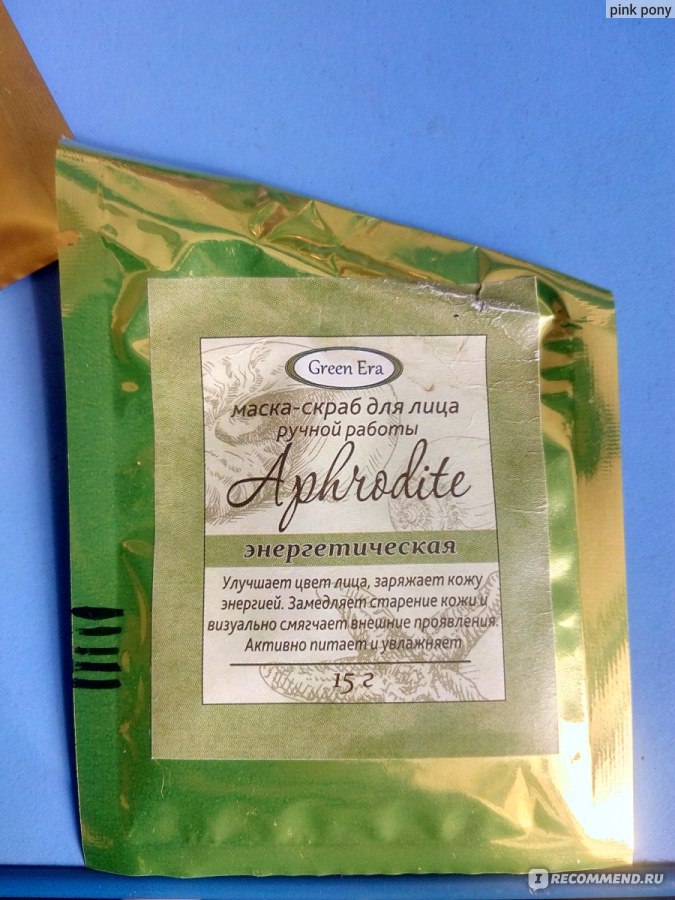 pink pony
Green Era
маска-скраб для лица
ручной работы
Aphrodite
энергетическая
Улучшает цвет лица, заряжает кожу
энергией. Замедляет старение кожи и
визуально смягчает внешние проявления.
Активно питает и увлажняет
15 г
IRECOMMEND.RU